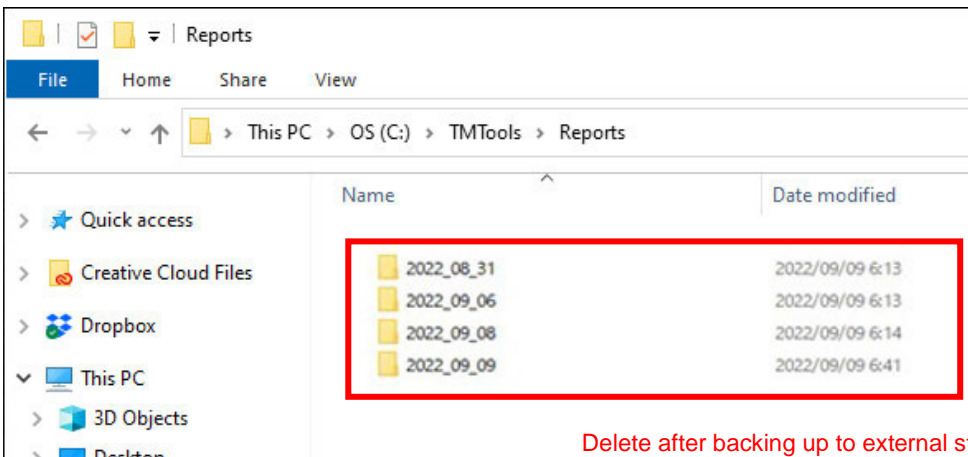 Reports
File Home Share View
This PC > OS (C:) > TMTools > Reports
Name Date modified
Quick access
Creative Cloud Files
Dropbox
This PC
3D Objects
2022_08_31 2022/09/09 6:13
2022_09_06 2022/09/09 6:13
2022_09_08 2022/09/09 6:14
2022_09_09 2022/09/09 6:41
Delete after backing up to external